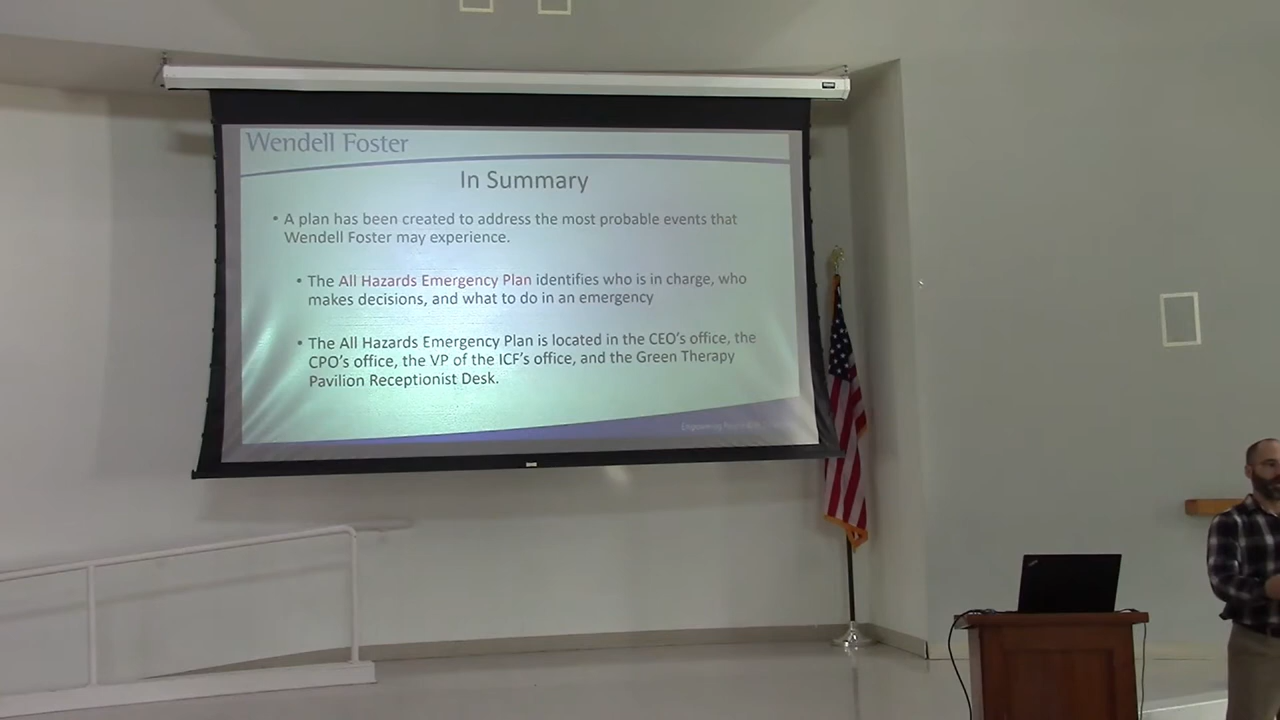 Wendell Foster
In Summary
• A plan has been created to address the most probable events that
Wendell Foster may experience.
• The All Hazards Emergency Plan identifies who is in charge, who
makes decisions, and what to do in an emergency
• The All Hazards Emergency Plan is located in the CEO's office, the
CPO's office, the VP of the ICF's office, and the Green Therapy
Pavilion Receptionist Desk.